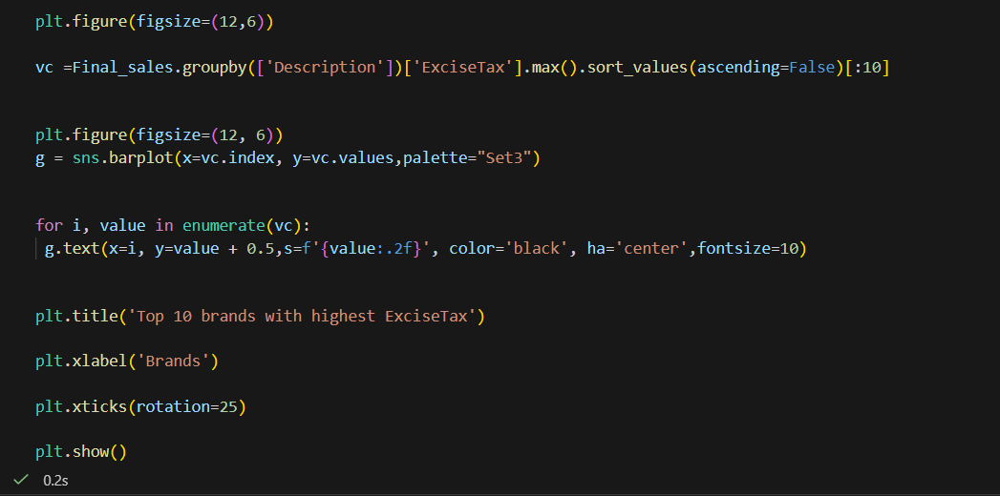 plt.figure(figsize=(12,6))
vc =Final_sales.groupby(['Description'])['ExciseTax'].max().sort_values(ascending=False)[:10]
plt.figure(figsize=(12, 6))
g = sns.barplot(x=vc.index, y=vc.values,palette="Set3")
for i, value in enumerate(vc):
g.text(x=i, y=value + 0.5,s=f'{value:.2f}', color='black', ha='center',fontsize=10)
plt.title('Top 10 brands with highest ExciseTax')
plt.xlabel('Brands')
plt.xticks(rotation=25)
plt.show()
0.2s